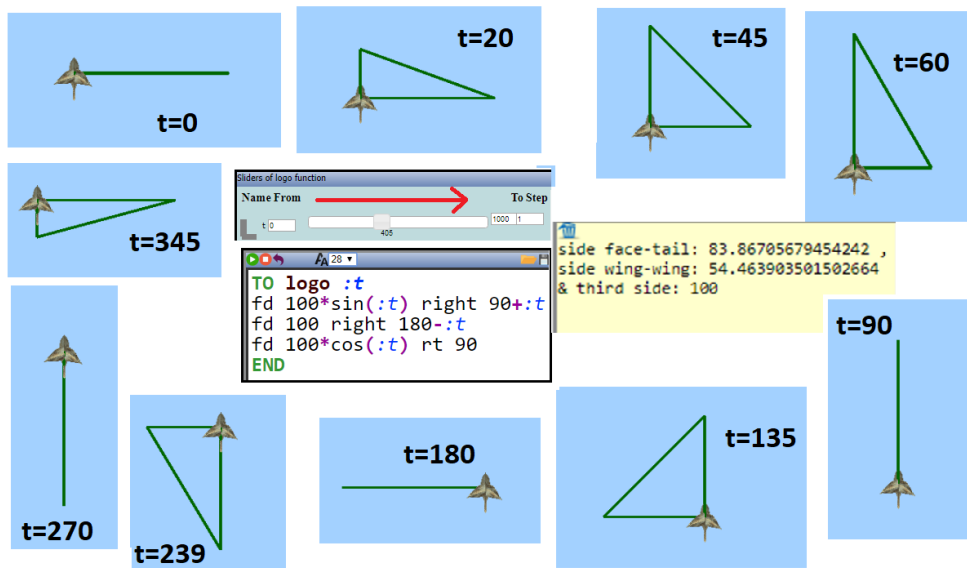 t=0
t=20
t=45
t=60
t=345
Sliders of logo function
Name From To Step
t 0 1000 1
405
28
TO logo :t
fd 100*sin(:t) right 90+:t
fd 100 right 180-:t
fd 100*cos(:t) rt 90
END
side face-tail: 83.86705679454242 ,
side wing-wing: 54.463903501502664
& third side: 100
t=90
t=270
t=239
t=180
t=135